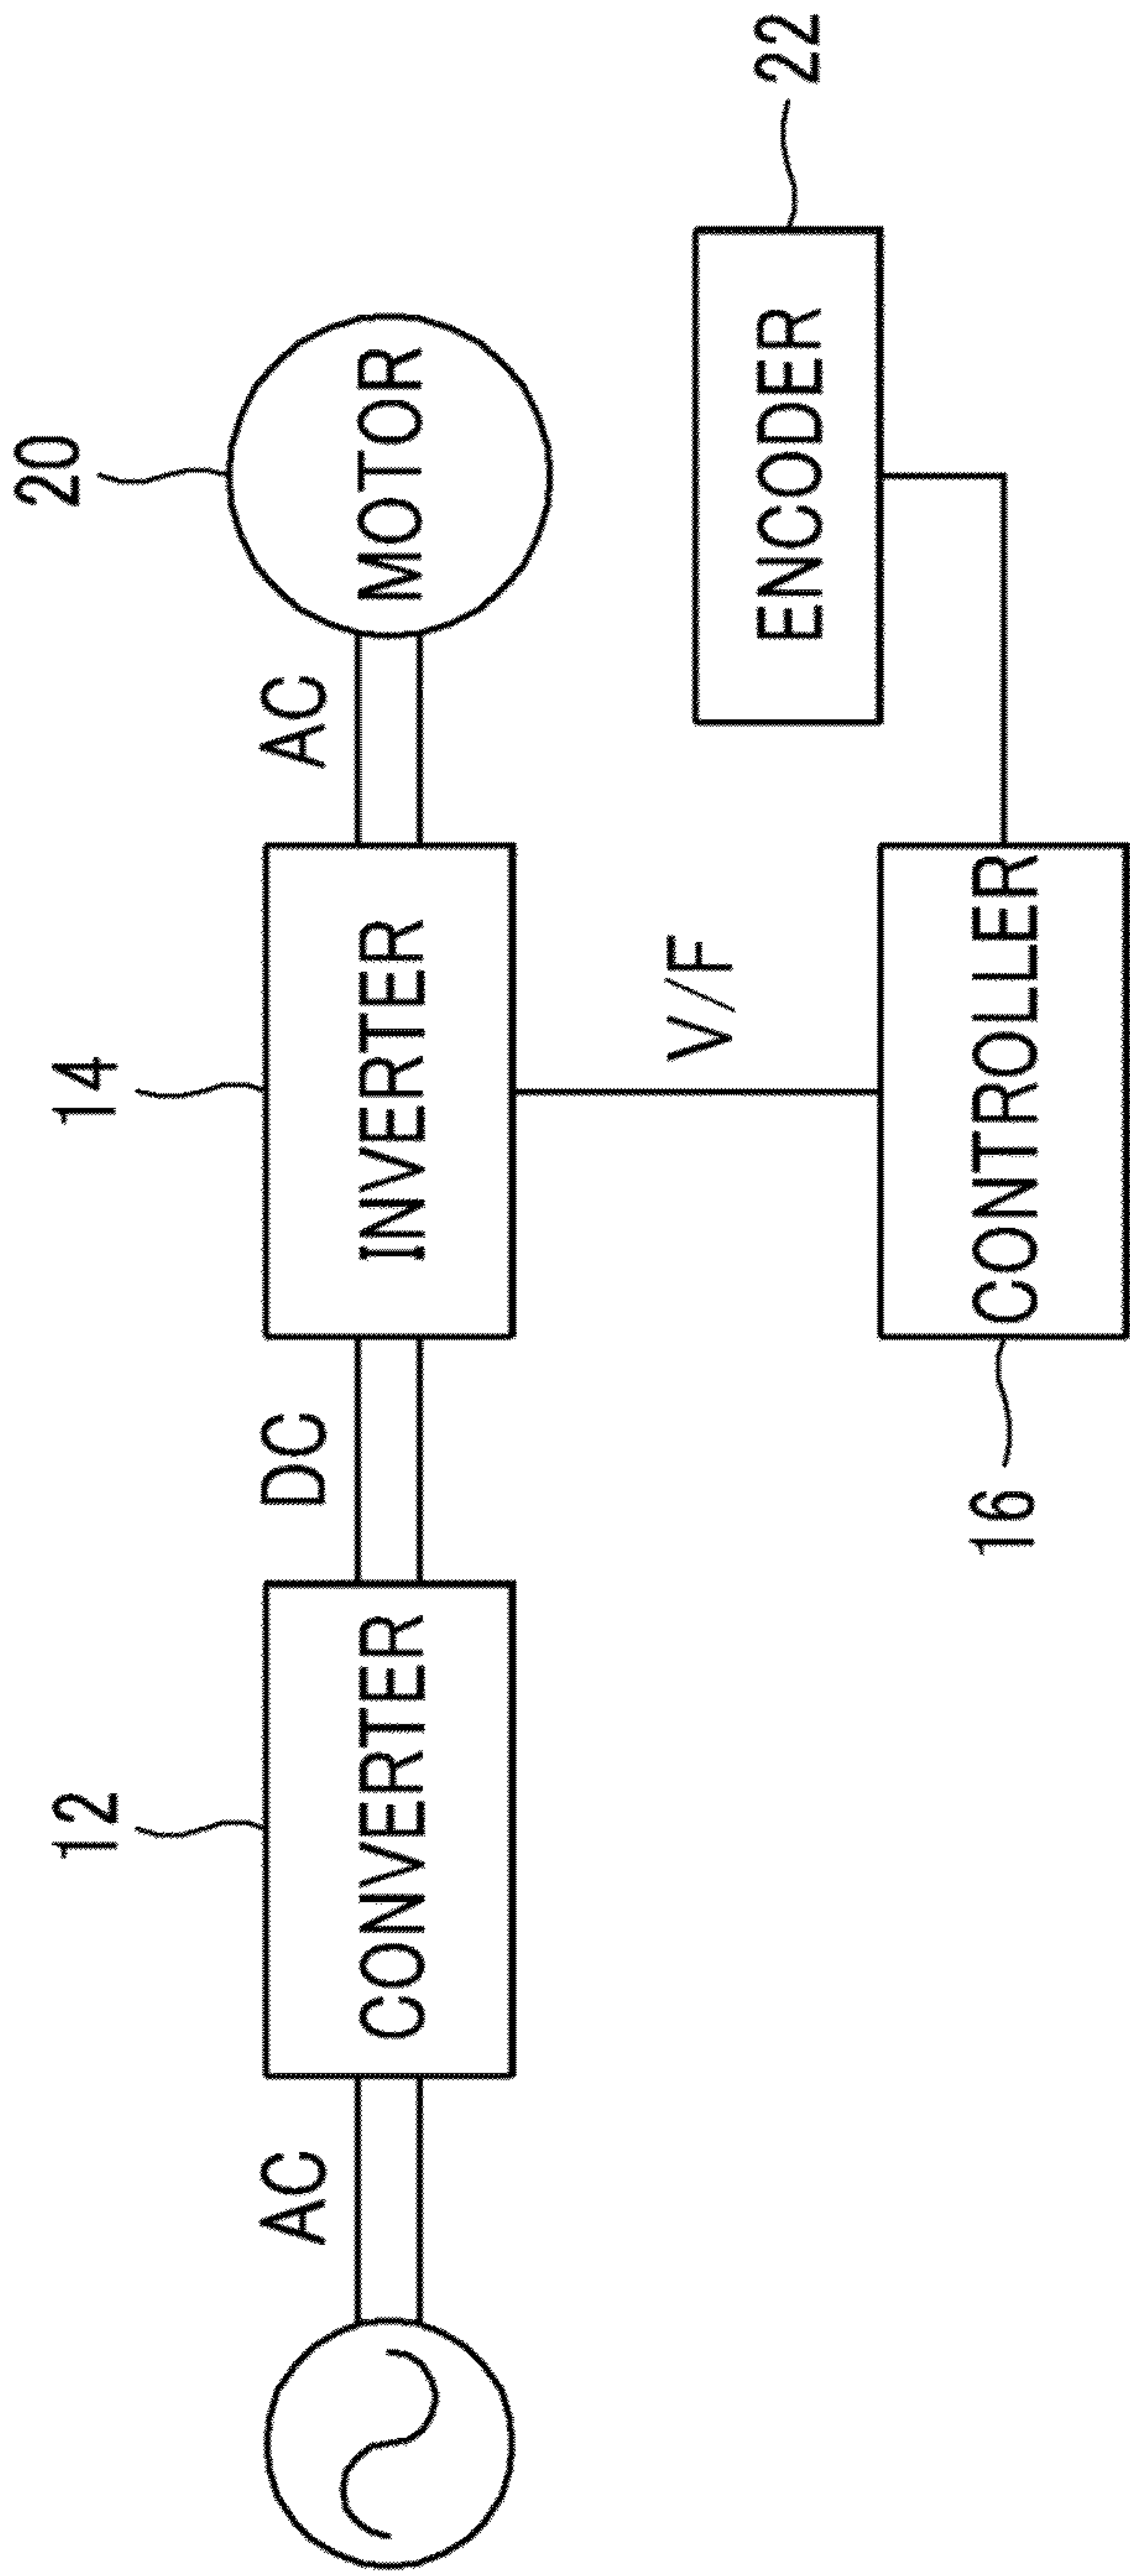 20
22
12
14
AC
DC
AC
CONVERTER
INVERTER
MOTOR
V/F
ENCODER
16
CONTROLLER